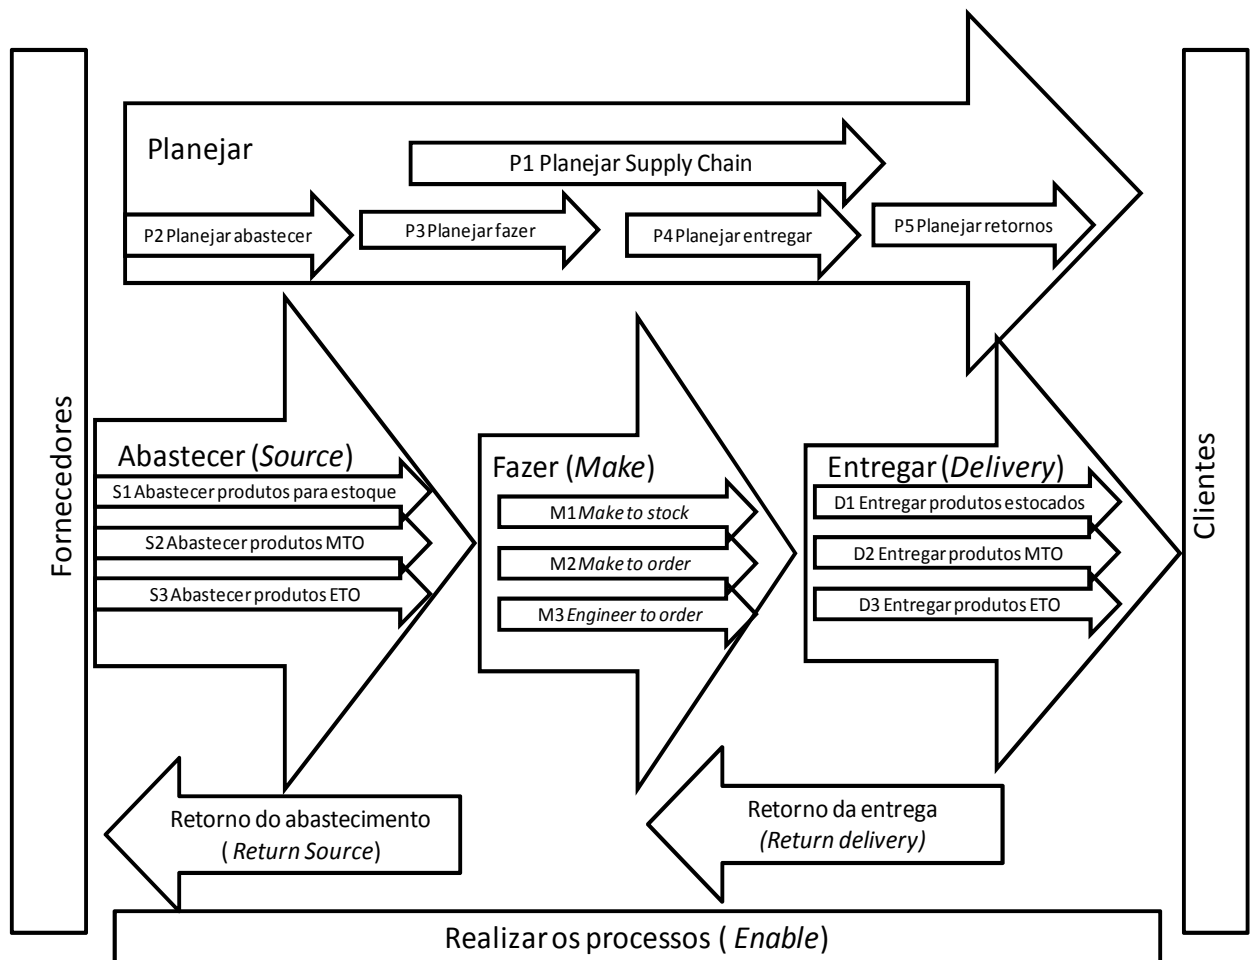 Planejar
P1 Planejar Supply Chain
P2 Planejar abastecer
P3 Planejar fazer
P4 Planejar entregar
P5 Planejar retornos
Fornecedores
Abastecer (Source)
S1 Abastecer produtos para estoque
S2 Abastecer produtos MTO
S3 Abastecer produtos ETO
Fazer (Make)
M1 Make to stock
M2 Make to order
M3 Engineer to order
Entregar (Delivery)
D1 Entregar produtos estocados
D2 Entregar produtos MTO
D3 Entregar produtos ETO
Clientes
Retorno do abastecimento
( Return Source)
Retorno da entrega
(Return delivery)
Realizar os processos ( Enable)